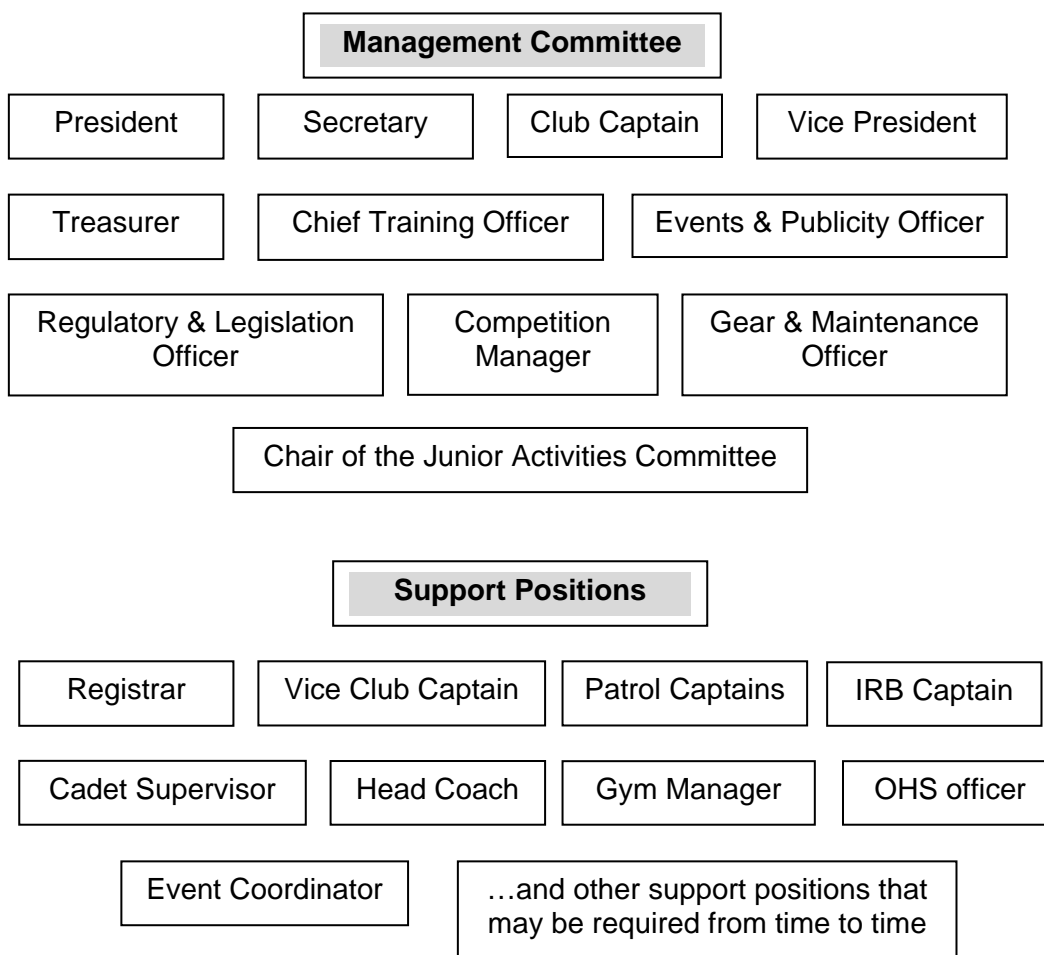 Management Committee
President
Secretary
Club Captain
Vice President
Treasurer
Chief Training Officer
Events & Publicity Officer
Regulatory & Legislation
Officer
Competition
Manager
Gear & Maintenance
Officer
Chair of the Junior Activities Committee
Support Positions
Registrar
Vice Club Captain
Patrol Captains
IRB Captain
Cadet Supervisor
Head Coach
Gym Manager
OHS officer
Event Coordinator
…and other support positions that
may be required from time to time